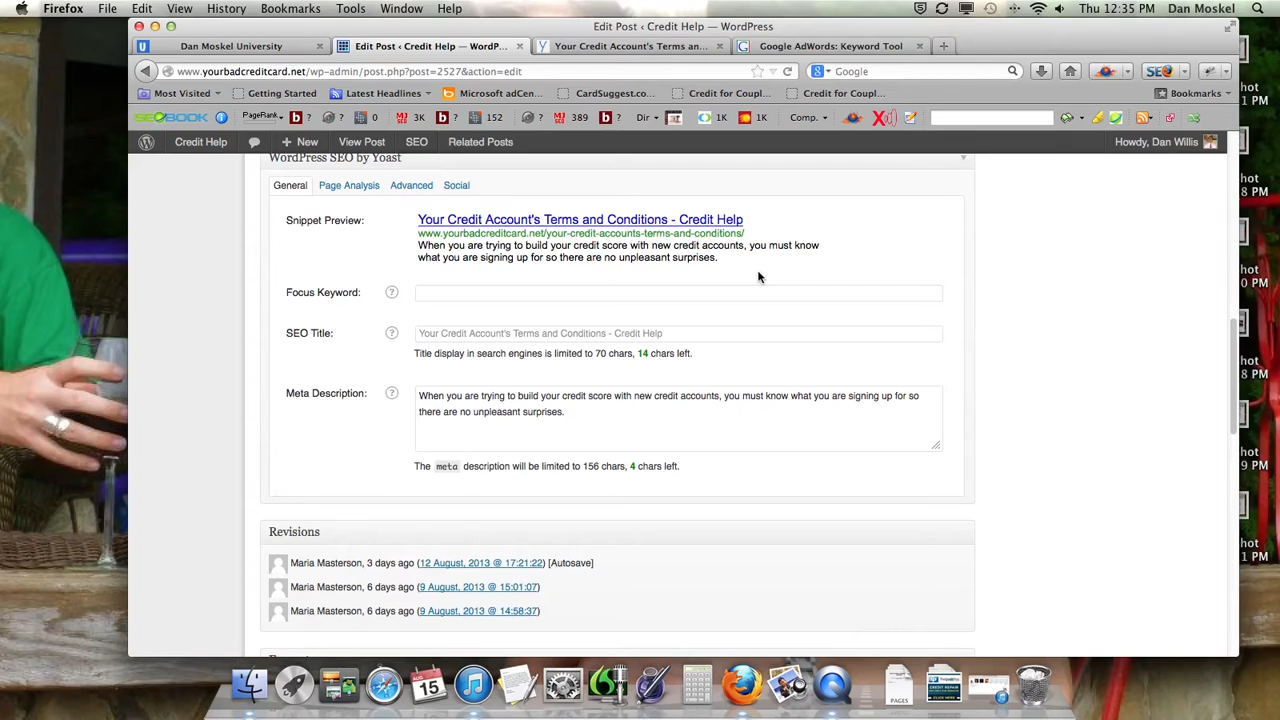 Firefox File Edit View History Bookmarks Tools Window Help Thu 12:35 PM Dan Moskel
Edit Post ‹ Credit Help — WordPress
Dan Moskel University × Edit Post ‹ Credit Help — WordP... × Your Credit Account's Terms an... × Google AdWords: Keyword Tool × +
www.yourbadcreditcard.net/wp-admin/post.php?post=2527&action=edit Google
Most Visited Getting Started Latest Headlines Microsoft adCen... CardSuggest.co... Credit for Coupl... Credit for Coupl... Bookmarks
SEOBOOK PageRank ? 0 3K 152 ? 389 ? Dir 1K 1K Comp.
Credit Help New View Post SEO Related Posts Howdy, Dan Willis
WordPress SEO by Yoast
General Page Analysis Advanced Social
Snippet Preview: Your Credit Account's Terms and Conditions - Credit Help
www.yourbadcreditcard.net/your-credit-accounts-terms-and-conditions/
When you are trying to build your credit score with new credit accounts, you must know
what you are signing up for so there are no unpleasant surprises.
Focus Keyword: ?
SEO Title: ? Your Credit Account's Terms and Conditions - Credit Help
Title display in search engines is limited to 70 chars, 14 chars left.
Meta Description: ? When you are trying to build your credit score with new credit accounts, you must know what you are signing up for so
there are no unpleasant surprises.
The meta description will be limited to 156 chars, 4 chars left.
Revisions
Maria Masterson, 3 days ago (12 August, 2013 @ 17:21:22) [Autosave]
Maria Masterson, 6 days ago (9 August, 2013 @ 15:01:07)
Maria Masterson, 6 days ago (9 August, 2013 @ 14:58:37)